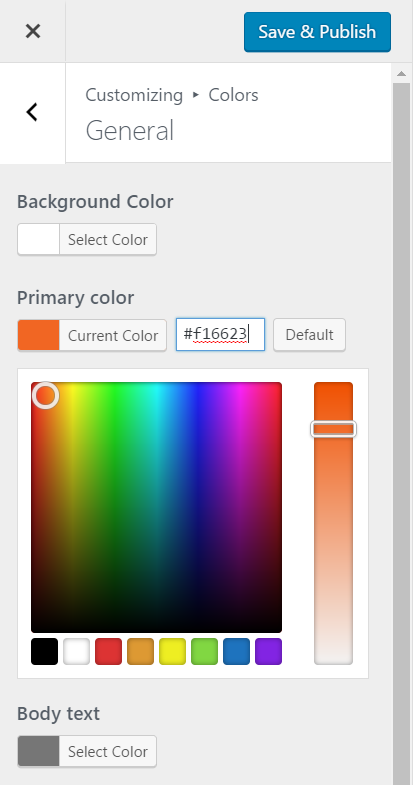 Save & Publish
Customizing ▸ Colors
General
Background Color
Select Color
Primary color
Current Color #f16623 Default
Body text
Select Color